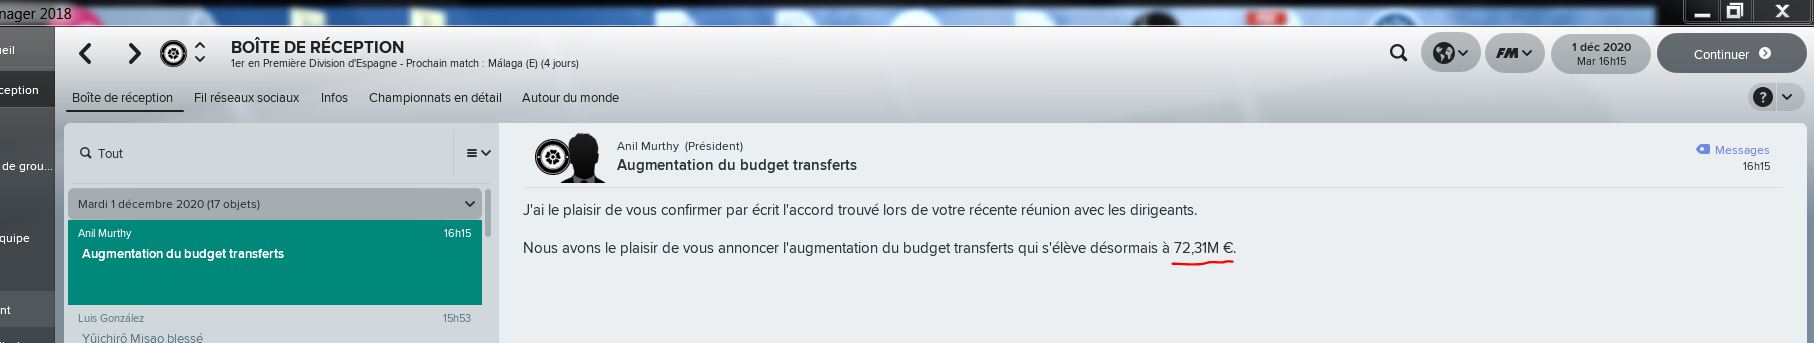 nager 2018
eil
BOÎTE DE RÉCEPTION
1er en Première Division d'Espagne - Prochain match : Málaga (E) (4 jours)
FM
1 déc 2020
Mar 16h15
Continuer
ception
Boîte de réception
Fil réseaux sociaux
Infos
Championnats en détail
Autour du monde
?
de grou...
quipe
nt
Tout
Mardi 1 décembre 2020 (17 objets)
Anil Murthy 16h15
Augmentation du budget transferts
Luis González 15h53
Yûichirô Misao blessé
Anil Murthy (Président)
Augmentation du budget transferts
Messages
16h15
J'ai le plaisir de vous confirmer par écrit l'accord trouvé lors de votre récente réunion avec les dirigeants.
Nous avons le plaisir de vous annoncer l'augmentation du budget transferts qui s'élève désormais à 72,31M €.